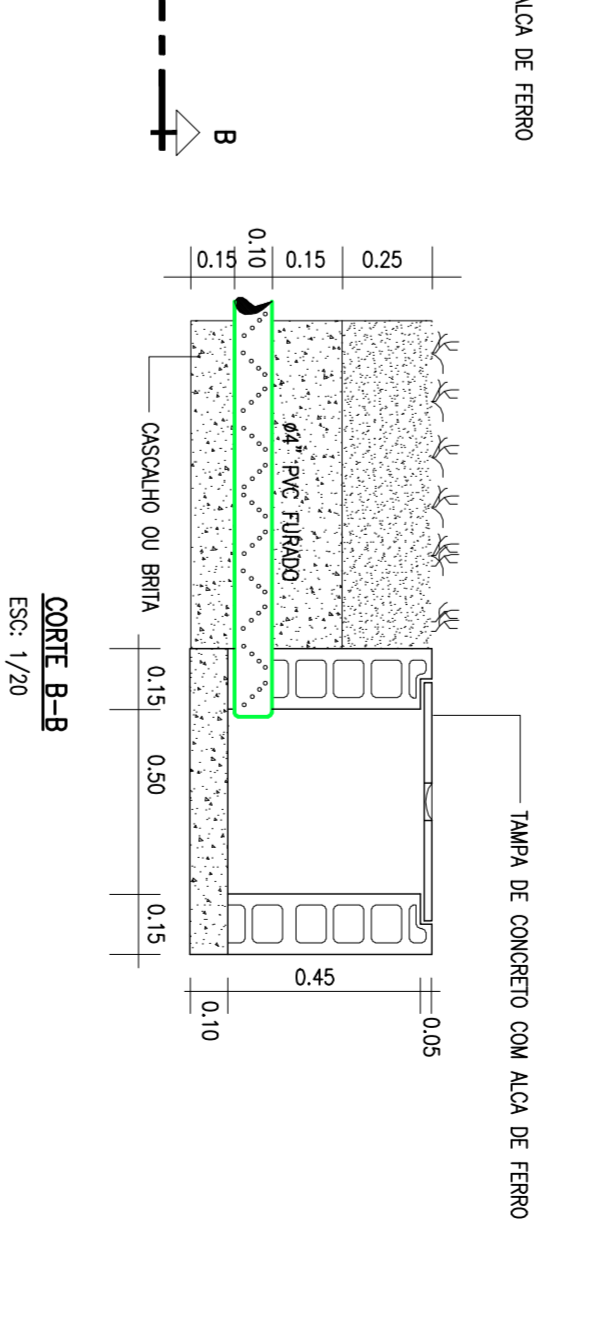 ALCA DE FERRO
B
TAMPA DE CONCRETO COM ALCA DE FERRO
0.25
0.15
0.10
0.15
ø4" PVC FURADO
0.05
0.45
0.10
CASCALHO OU BRITA
0.15
0.50
0.15
CORTE B-B
ESC: 1/20